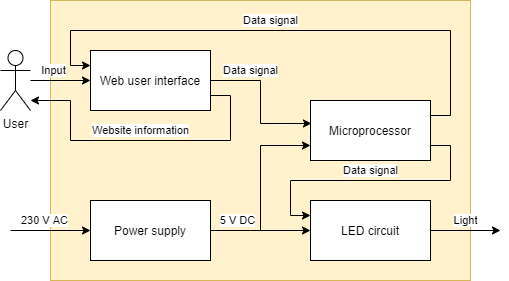 Data signal
Input
Web user interface
Data signal
User
Website information
Microprocessor
Data signal
230 V AC
Power supply
5 V DC
LED circuit
Light